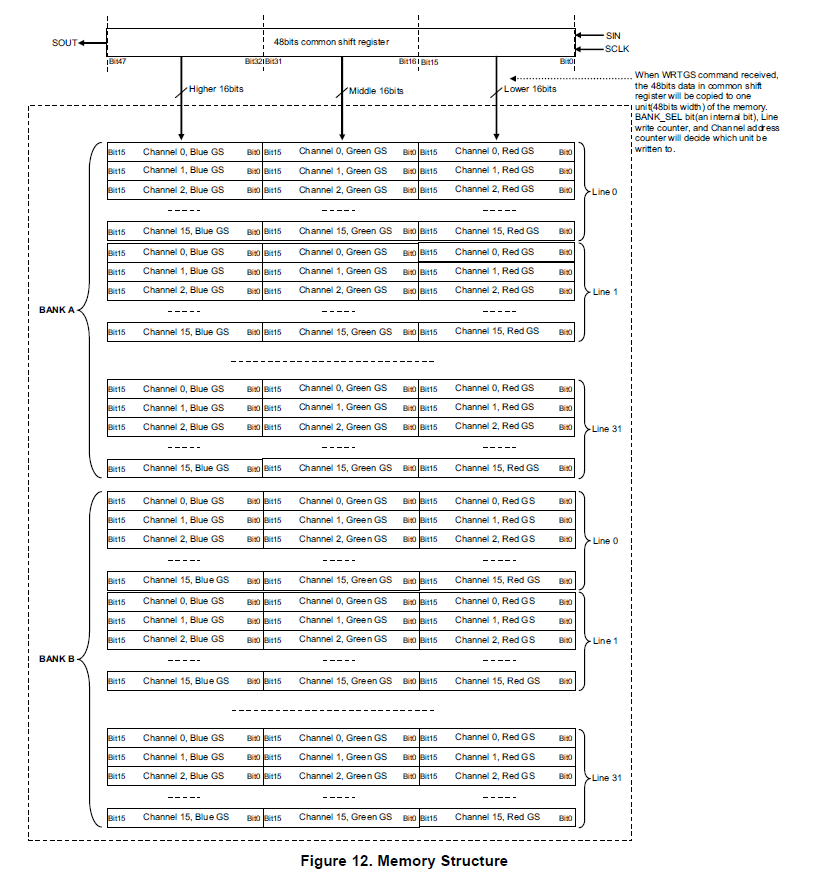 SOUT
48bits common shift register
SIN
SCLK
Bit47
Bit32 Bit31
Bit16 Bit15
Bit0
Higher 16bits
Middle 16bits
Lower 16bits
When WRTGS command received,
the 48bits data in common shift
register will be copied to one
unit(48bits width) of the memory.
BANK_SEL bit(an internal bit), Line
write counter, and Channel address
counter will decide which unit be
written to.
BANK A
Bit15 Channel 0, Blue GS Bit0 Bit15 Channel 0, Green GS Bit0 Bit15 Channel 0, Red GS Bit0
Bit15 Channel 1, Blue GS Bit0 Bit15 Channel 1, Green GS Bit0 Bit15 Channel 1, Red GS Bit0
Bit15 Channel 2, Blue GS Bit0 Bit15 Channel 2, Green GS Bit0 Bit15 Channel 2, Red GS Bit0
Bit15 Channel 15, Blue GS Bit0 Bit15 Channel 15, Green GS Bit0 Bit15 Channel 15, Red GS Bit0
Line 0
Bit15 Channel 0, Blue GS Bit0 Bit15 Channel 0, Green GS Bit0 Bit15 Channel 0, Red GS Bit0
Bit15 Channel 1, Blue GS Bit0 Bit15 Channel 1, Green GS Bit0 Bit15 Channel 1, Red GS Bit0
Bit15 Channel 2, Blue GS Bit0 Bit15 Channel 2, Green GS Bit0 Bit15 Channel 2, Red GS Bit0
Bit15 Channel 15, Blue GS Bit0 Bit15 Channel 15, Green GS Bit0 Bit15 Channel 15, Red GS Bit0
Line 1
Bit15 Channel 0, Blue GS Bit0 Bit15 Channel 0, Green GS Bit0 Bit15 Channel 0, Red GS Bit0
Bit15 Channel 1, Blue GS Bit0 Bit15 Channel 1, Green GS Bit0 Bit15 Channel 1, Red GS Bit0
Bit15 Channel 2, Blue GS Bit0 Bit15 Channel 2, Green GS Bit0 Bit15 Channel 2, Red GS Bit0
Bit15 Channel 15, Blue GS Bit0 Bit15 Channel 15, Green GS Bit0 Bit15 Channel 15, Red GS Bit0
Line 31
BANK B
Bit15 Channel 0, Blue GS Bit0 Bit15 Channel 0, Green GS Bit0 Bit15 Channel 0, Red GS Bit0
Bit15 Channel 1, Blue GS Bit0 Bit15 Channel 1, Green GS Bit0 Bit15 Channel 1, Red GS Bit0
Bit15 Channel 2, Blue GS Bit0 Bit15 Channel 2, Green GS Bit0 Bit15 Channel 2, Red GS Bit0
Bit15 Channel 15, Blue GS Bit0 Bit15 Channel 15, Green GS Bit0 Bit15 Channel 15, Red GS Bit0
Line 0
Bit15 Channel 0, Blue GS Bit0 Bit15 Channel 0, Green GS Bit0 Bit15 Channel 0, Red GS Bit0
Bit15 Channel 1, Blue GS Bit0 Bit15 Channel 1, Green GS Bit0 Bit15 Channel 1, Red GS Bit0
Bit15 Channel 2, Blue GS Bit0 Bit15 Channel 2, Green GS Bit0 Bit15 Channel 2, Red GS Bit0
Bit15 Channel 15, Blue GS Bit0 Bit15 Channel 15, Green GS Bit0 Bit15 Channel 15, Red GS Bit0
Line 1
Bit15 Channel 0, Blue GS Bit0 Bit15 Channel 0, Green GS Bit0 Bit15 Channel 0, Red GS Bit0
Bit15 Channel 1, Blue GS Bit0 Bit15 Channel 1, Green GS Bit0 Bit15 Channel 1, Red GS Bit0
Bit15 Channel 2, Blue GS Bit0 Bit15 Channel 2, Green GS Bit0 Bit15 Channel 2, Red GS Bit0
Bit15 Channel 15, Blue GS Bit0 Bit15 Channel 15, Green GS Bit0 Bit15 Channel 15, Red GS Bit0
Line 31
Figure 12. Memory Structure